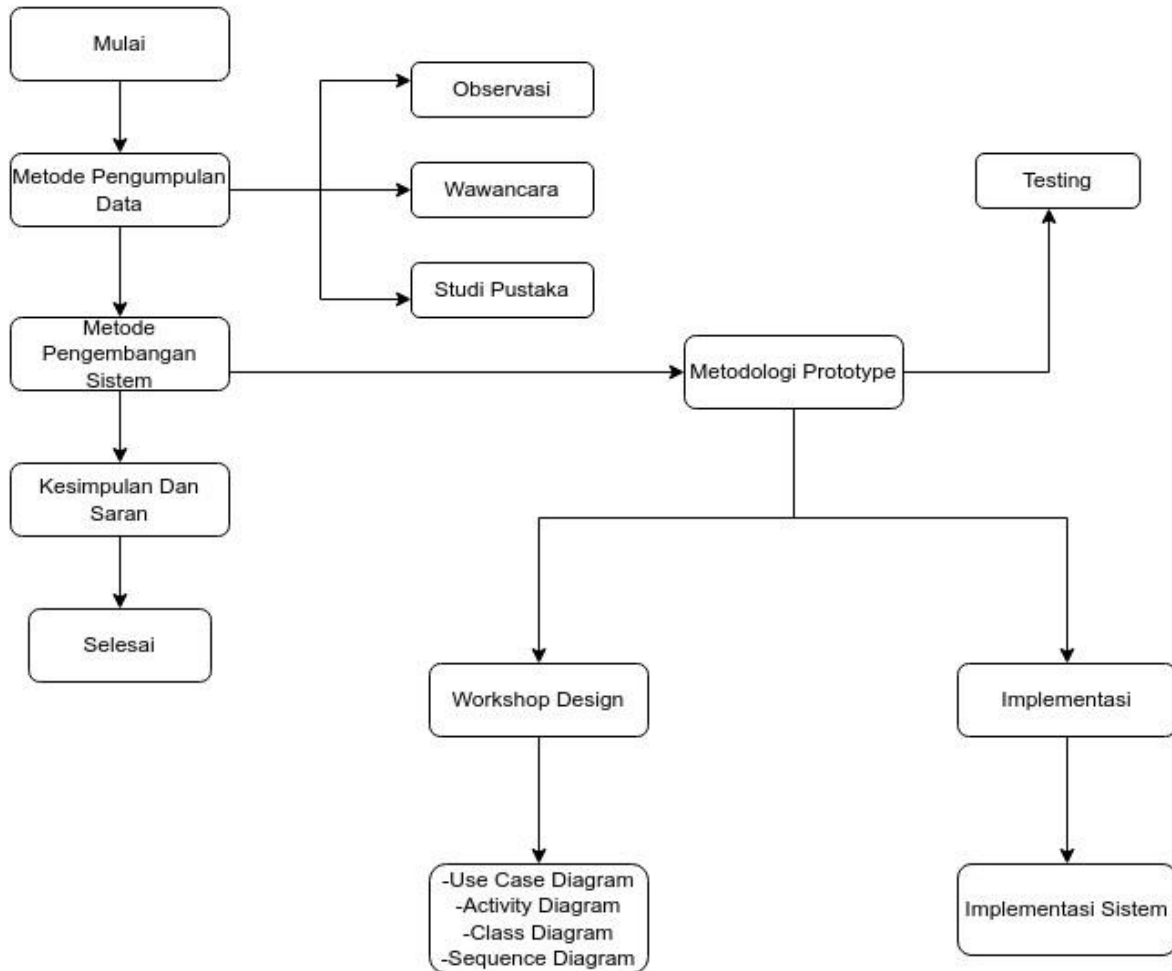 Mulai
Observasi
Metode Pengumpulan
Data
Wawancara
Testing
Studi Pustaka
Metode
Pengembangan
Sistem
Metodologi Prototype
Kesimpulan Dan
Saran
Selesai
Workshop Design
Implementasi
-Use Case Diagram
-Activity Diagram
-Class Diagram
-Sequence Diagram
Implementasi Sistem